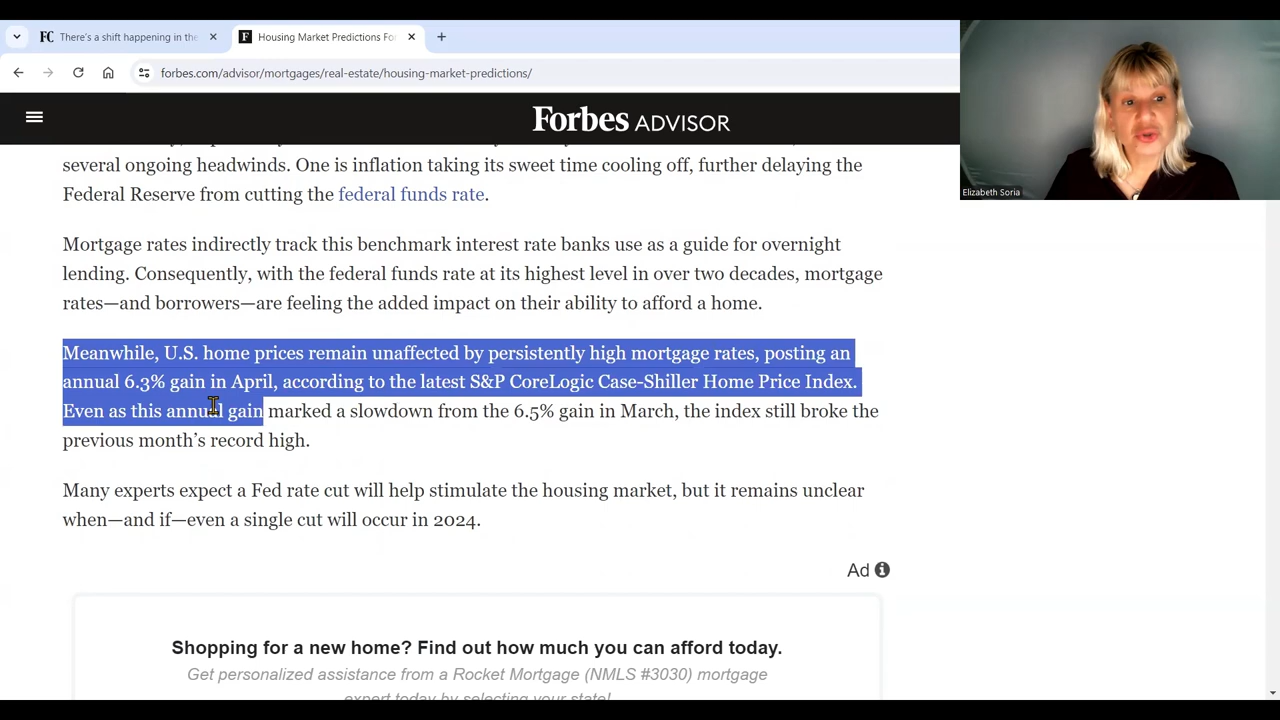 FC There's a shift happening in the
F Housing Market Predictions Fo
forbes.com/advisor/mortgages/real-estate/housing-market-predictions/
Forbes ADVISOR
Elizabeth Soria
several ongoing headwinds. One is inflation taking its sweet time cooling off, further delaying the
Federal Reserve from cutting the federal funds rate.
Mortgage rates indirectly track this benchmark interest rate banks use as a guide for overnight
lending. Consequently, with the federal funds rate at its highest level in over two decades, mortgage
rates—and borrowers—are feeling the added impact on their ability to afford a home.
Meanwhile, U.S. home prices remain unaffected by persistently high mortgage rates, posting an
annual 6.3% gain in April, according to the latest S&P CoreLogic Case-Shiller Home Price Index.
Even as this annual gain marked a slowdown from the 6.5% gain in March, the index still broke the
previous month's record high.
Many experts expect a Fed rate cut will help stimulate the housing market, but it remains unclear
when—and if—even a single cut will occur in 2024.
Ad
Shopping for a new home? Find out how much you can afford today.
Get personalized assistance from a Rocket Mortgage (NMLS #3030) mortgage
expert today by selecting your state!